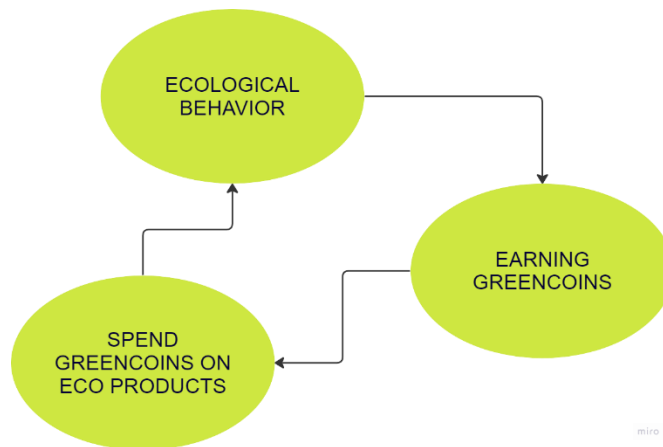 ECOLOGICAL
BEHAVIOR
EARNING
GREENCOINS
SPEND
GREENCOINS ON
ECO PRODUCTS
miro